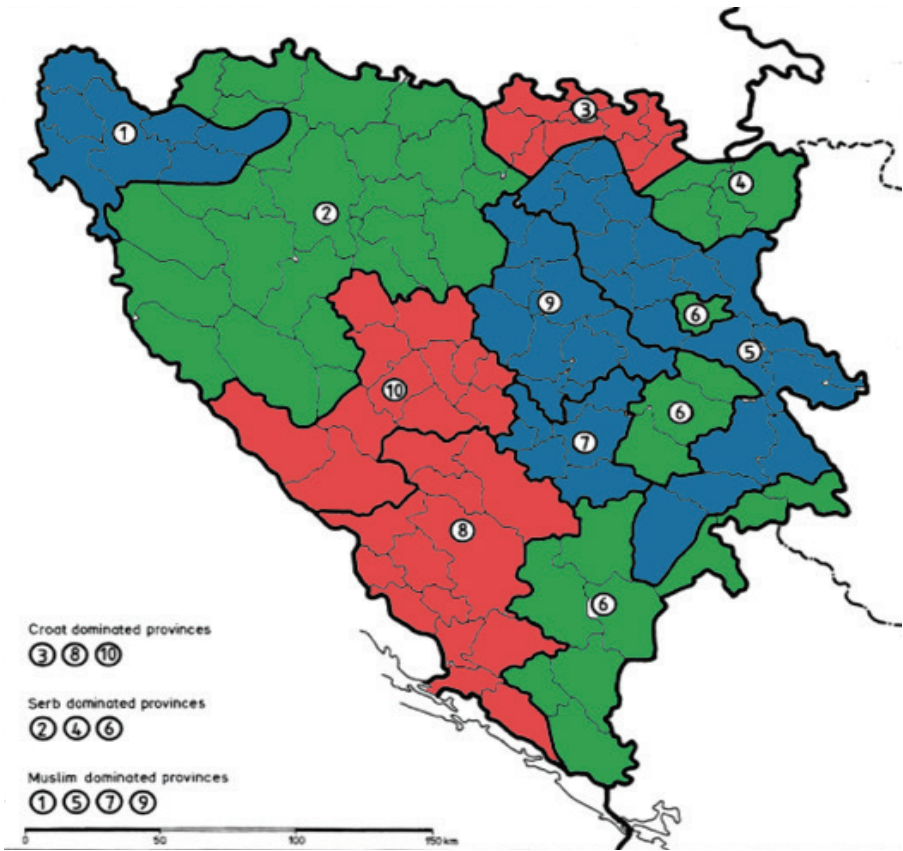 3
1
4
2
9
6
5
6
10
7
8
6
Croat dominated provinces
3 8 10
Serb dominated provinces
2 4 6
Muslim dominated provinces
1 5 7 9
0 50 100 150 km